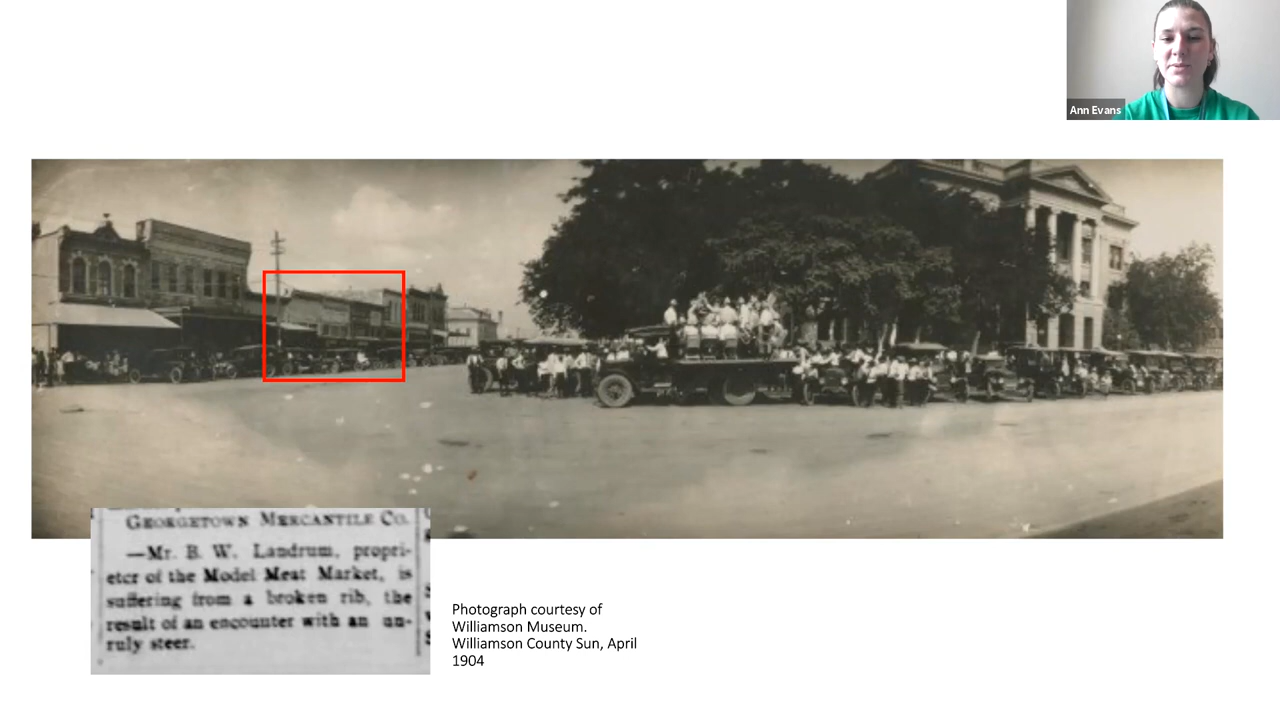 Ann Evans
GEORGETOWN MERCANTILE CO.
—Mr. B. W. Landrum, propri-
etor of the Model Meat Market, is
suffering from a broken rib, the
result of an encounter with an un-
ruly steer.
Photograph courtesy of
Williamson Museum.
Williamson County Sun, April
1904